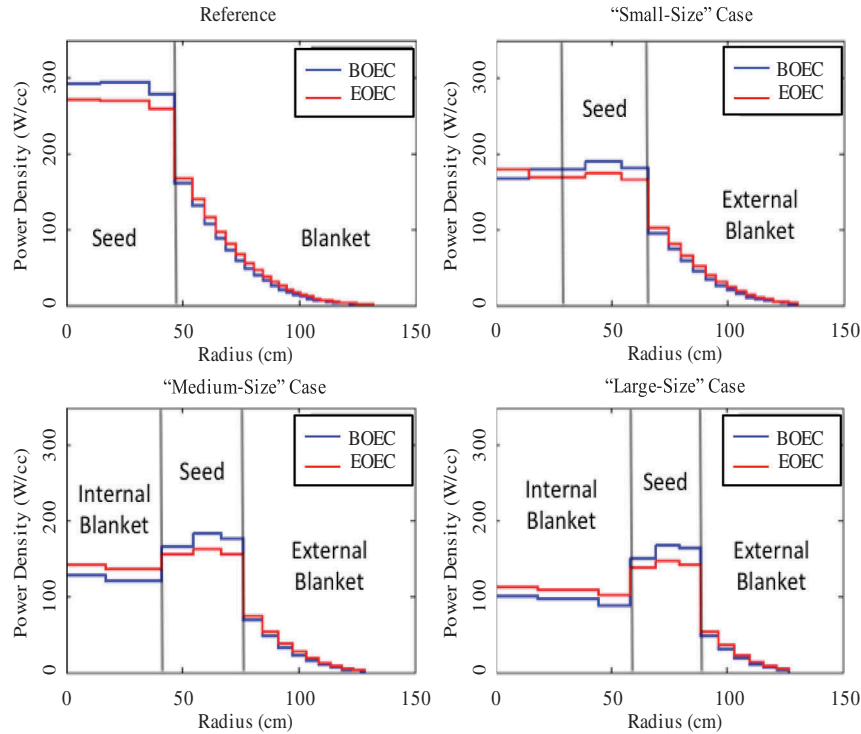 Reference
Power Density (W/cc)
300
200
100
0
BOEC
EOEC
Seed
Blanket
0
50
100
150
Radius (cm)
“Small-Size” Case
Power Density (W/cc)
300
200
100
0
BOEC
EOEC
Seed
External
Blanket
0
50
100
150
Radius (cm)
“Medium-Size” Case
Power Density (W/cc)
300
200
100
0
BOEC
EOEC
Internal
Blanket
Seed
External
Blanket
0
50
100
150
Radius (cm)
“Large-Size” Case
Power Density (W/cc)
300
200
100
0
BOEC
EOEC
Internal
Blanket
Seed
External
Blanket
0
50
100
150
Radius (cm)